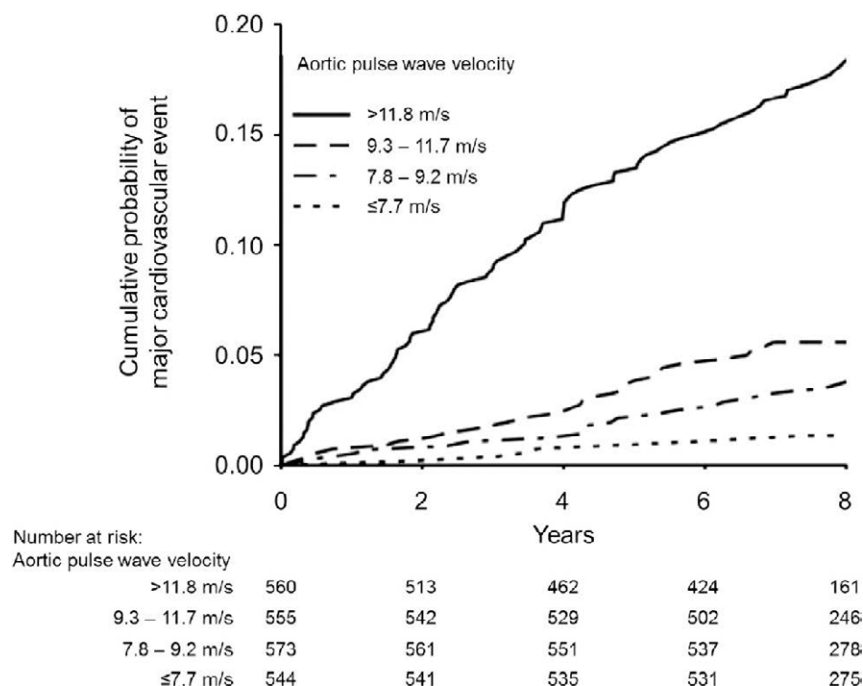 0.20
0.15
0.10
0.05
0.00
Cumulative probability of
major cardiovascular event
Aortic pulse wave velocity
>11.8 m/s
9.3 – 11.7 m/s
7.8 – 9.2 m/s
≤7.7 m/s
0 2 4 6 8
Years
Number at risk:
Aortic pulse wave velocity
>11.8 m/s 560 513 462 424 161
9.3 – 11.7 m/s 555 542 529 502 246
7.8 – 9.2 m/s 573 561 551 537 278
≤7.7 m/s 544 541 535 531 275